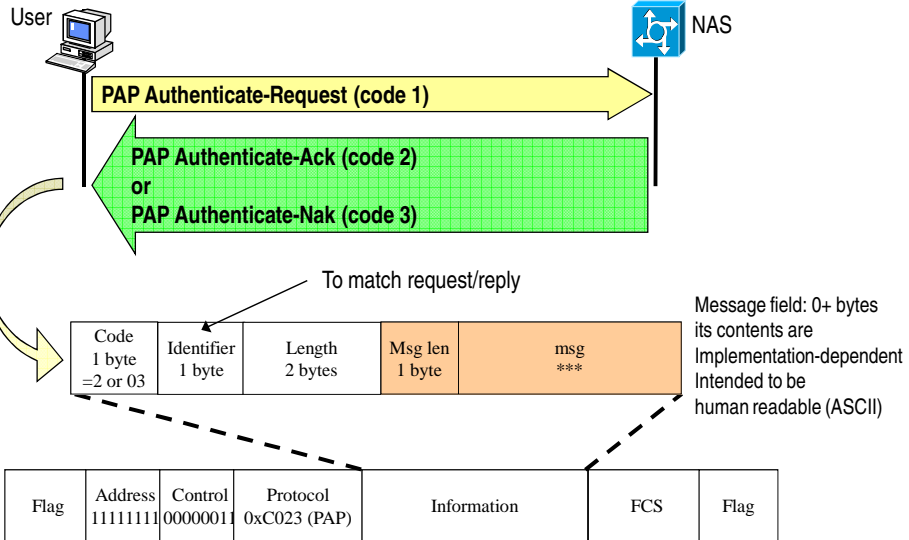 User
NAS
PAP Authenticate-Request (code 1)
PAP Authenticate-Ack (code 2)
or
PAP Authenticate-Nak (code 3)
To match request/reply
Code
1 byte
=2 or 03
Identifier
1 byte
Length
2 bytes
Msg len
1 byte
msg
***
Message field: 0+ bytes
its contents are
Implementation-dependent
Intended to be
human readable (ASCII)
Flag
Address
11111111
Control
00000011
Protocol
0xC023 (PAP)
Information
FCS
Flag